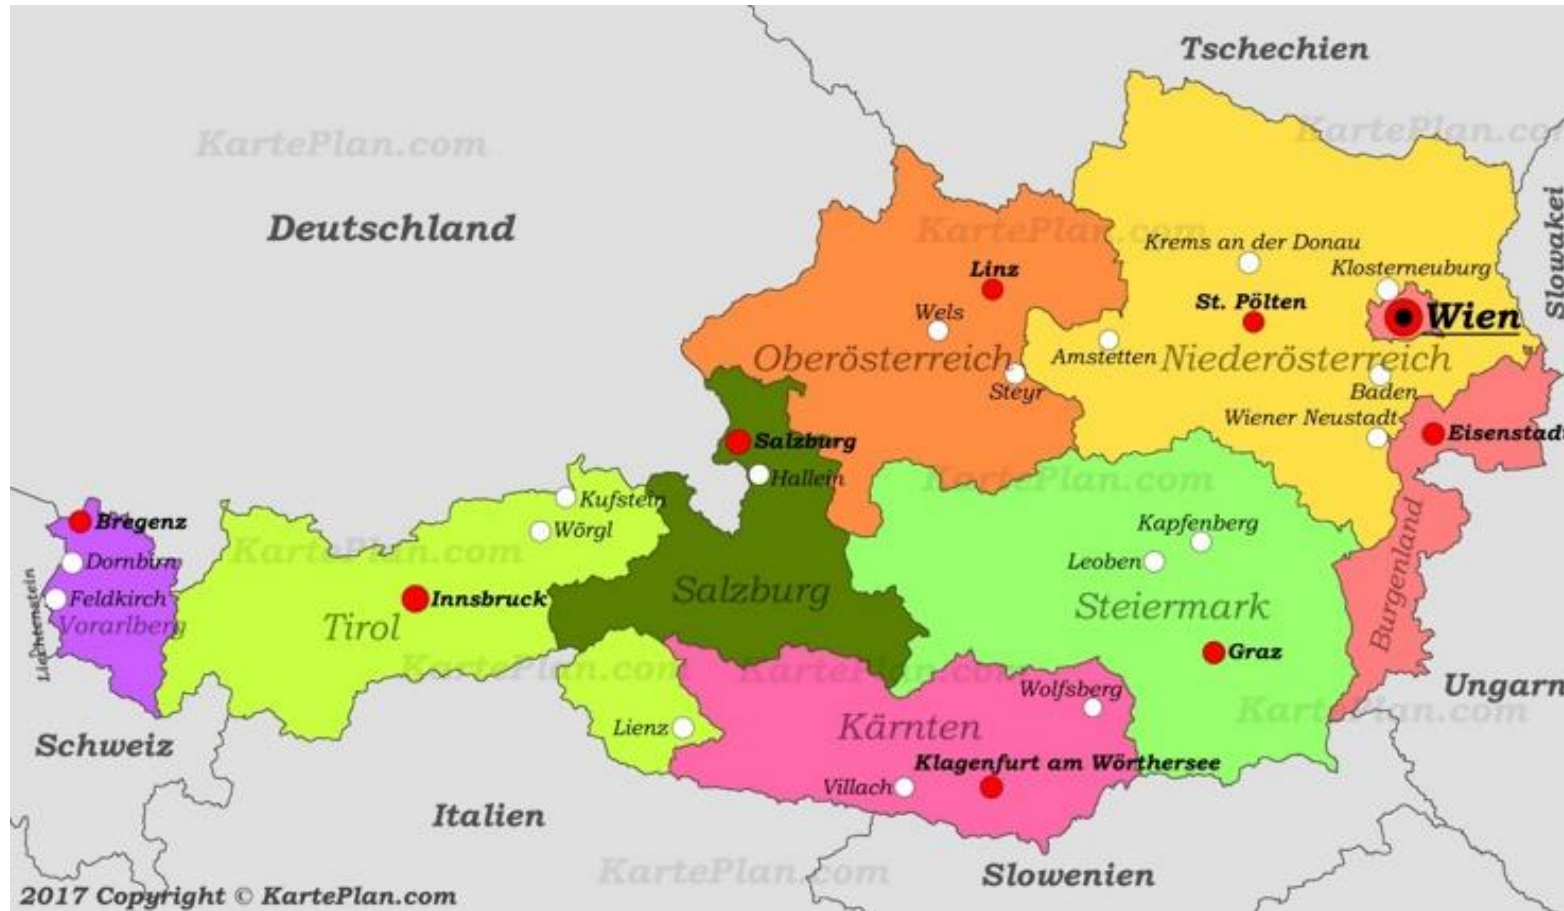 Tschechien
KartePlan.com
KartePlan.co
Deutschland
KartePlan.com
Slowakei
Krems an der Donau
Klosterneuburg
Linz
St. Pölten
Wels
Wien
Oberösterreich
Amstetten
Niederösterreich
Steyr
Baden
Wiener Neustadt
Salzburg
Eisenstadt
Hallein
KartePlan.com
Kufstein
Bregenz
Wörgl
KartePlan.com
Kapfenberg
Dornbirn
Leoben
Burgenland
Liechtenstein
Feldkirch
Vorarlberg
Innsbruck
Salzburg
Steiermark
Tirol
Graz
KartePlan.com
KartePlan.com
Wolfsberg
Ungarn
KartePlan.com
Lienz
Kärnten
Schweiz
Klagenfurt am Wörthersee
Villach
Italien
KartePlan.com
Slowenien
2017 Copyright © KartePlan.com